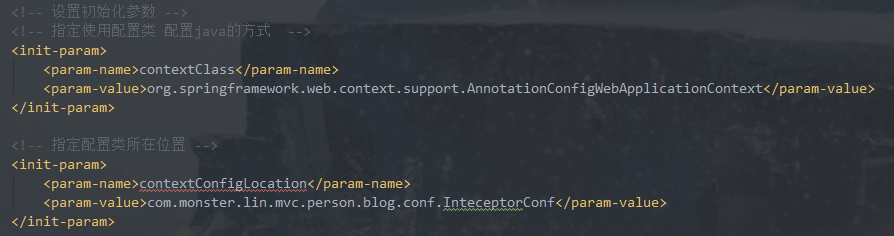 <!-- 设置初始化参数 -->
<!-- 指定使用配置类 配置java的方式  -->
<init-param>
    <param-name>contextClass</param-name>
    <param-value>org.springframework.web.context.support.AnnotationConfigWebApplicationContext</param-value>
</init-param>

<!-- 指定配置类所在位置 -->
<init-param>
    <param-name>contextConfigLocation</param-name>
    <param-value>com.monster.lin.mvc.person.blog.conf.InteceptorConf</param-value>
</init-param>